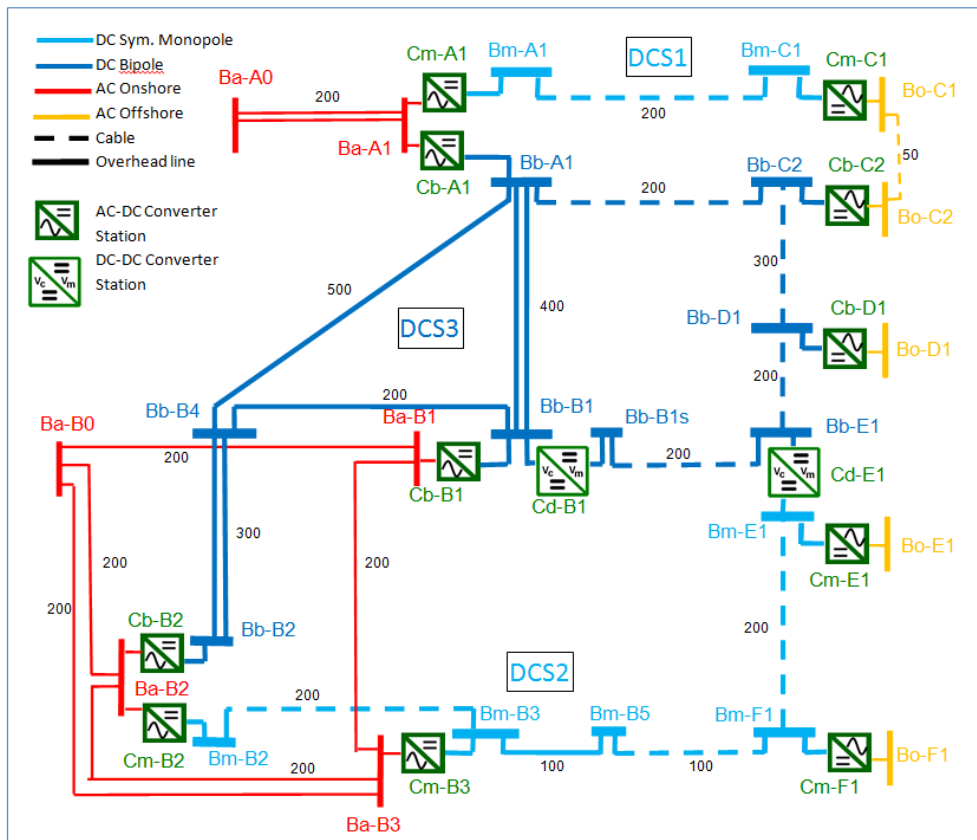 DC Sym. Monopole
DC Bipole
AC Onshore
AC Offshore
Cable
Overhead line
AC-DC Converter
Station
DC-DC Converter
Station
Vc
Vm
Ba-A0
200
Ba-A1
Cm-A1
Bm-A1
DCS1
Bm-C1
Cm-C1
Bo-C1
200
50
Cb-A1
Bb-A1
200
Bb-C2
Cb-C2
Bo-C2
300
500
400
DCS3
Bb-D1
Cb-D1
Bo-D1
200
200
Ba-B0
Bb-B4
Ba-B1
Bb-B1
Bb-B1s
Bb-E1
200
200
Cb-B1
Vc
Vm
Cd-B1
Vc
Vm
Cd-E1
Bm-E1
Bo-E1
Cm-E1
300
200
200
200
Cb-B2
Bb-B2
Ba-B2
DCS2
200
Bm-B3
Bm-B5
Bm-F1
Cm-B2
Bm-B2
200
Cm-B3
100
100
Cm-F1
Bo-F1
Ba-B3